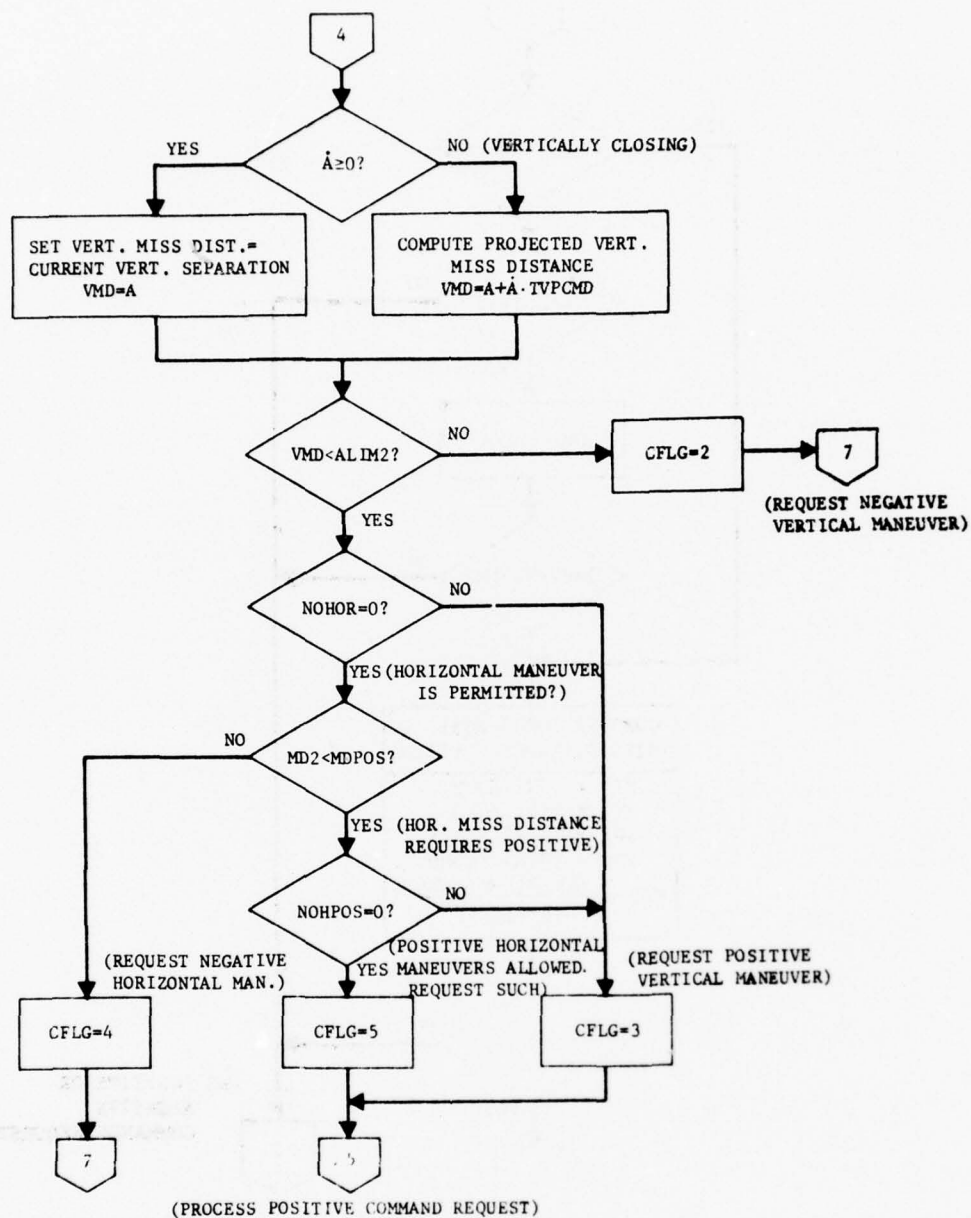 4
YES
Ȧ≥0?
NO (VERTICALLY CLOSING)
SET VERT. MISS DIST.=
CURRENT VERT. SEPARATION
VMD=A
COMPUTE PROJECTED VERT.
MISS DISTANCE
VMD=A+Ȧ·TVPCMD
VMD<ALIM2?
NO
CFLG=2
7
(REQUEST NEGATIVE
VERTICAL MANEUVER)
YES
NOHOR=0?
NO
YES (HORIZONTAL MANEUVER
IS PERMITTED?)
NO
MD2<MDPOS?
YES (HOR. MISS DISTANCE
REQUIRES POSITIVE)
NOHPOS=0?
NO
(REQUEST NEGATIVE
HORIZONTAL MAN.)
(POSITIVE HORIZONTAL
YES MANEUVERS ALLOWED.
REQUEST SUCH)
(REQUEST POSITIVE
VERTICAL MANEUVER)
CFLG=4
CFLG=5
CFLG=3
7
5
(PROCESS POSITIVE COMMAND REQUEST)